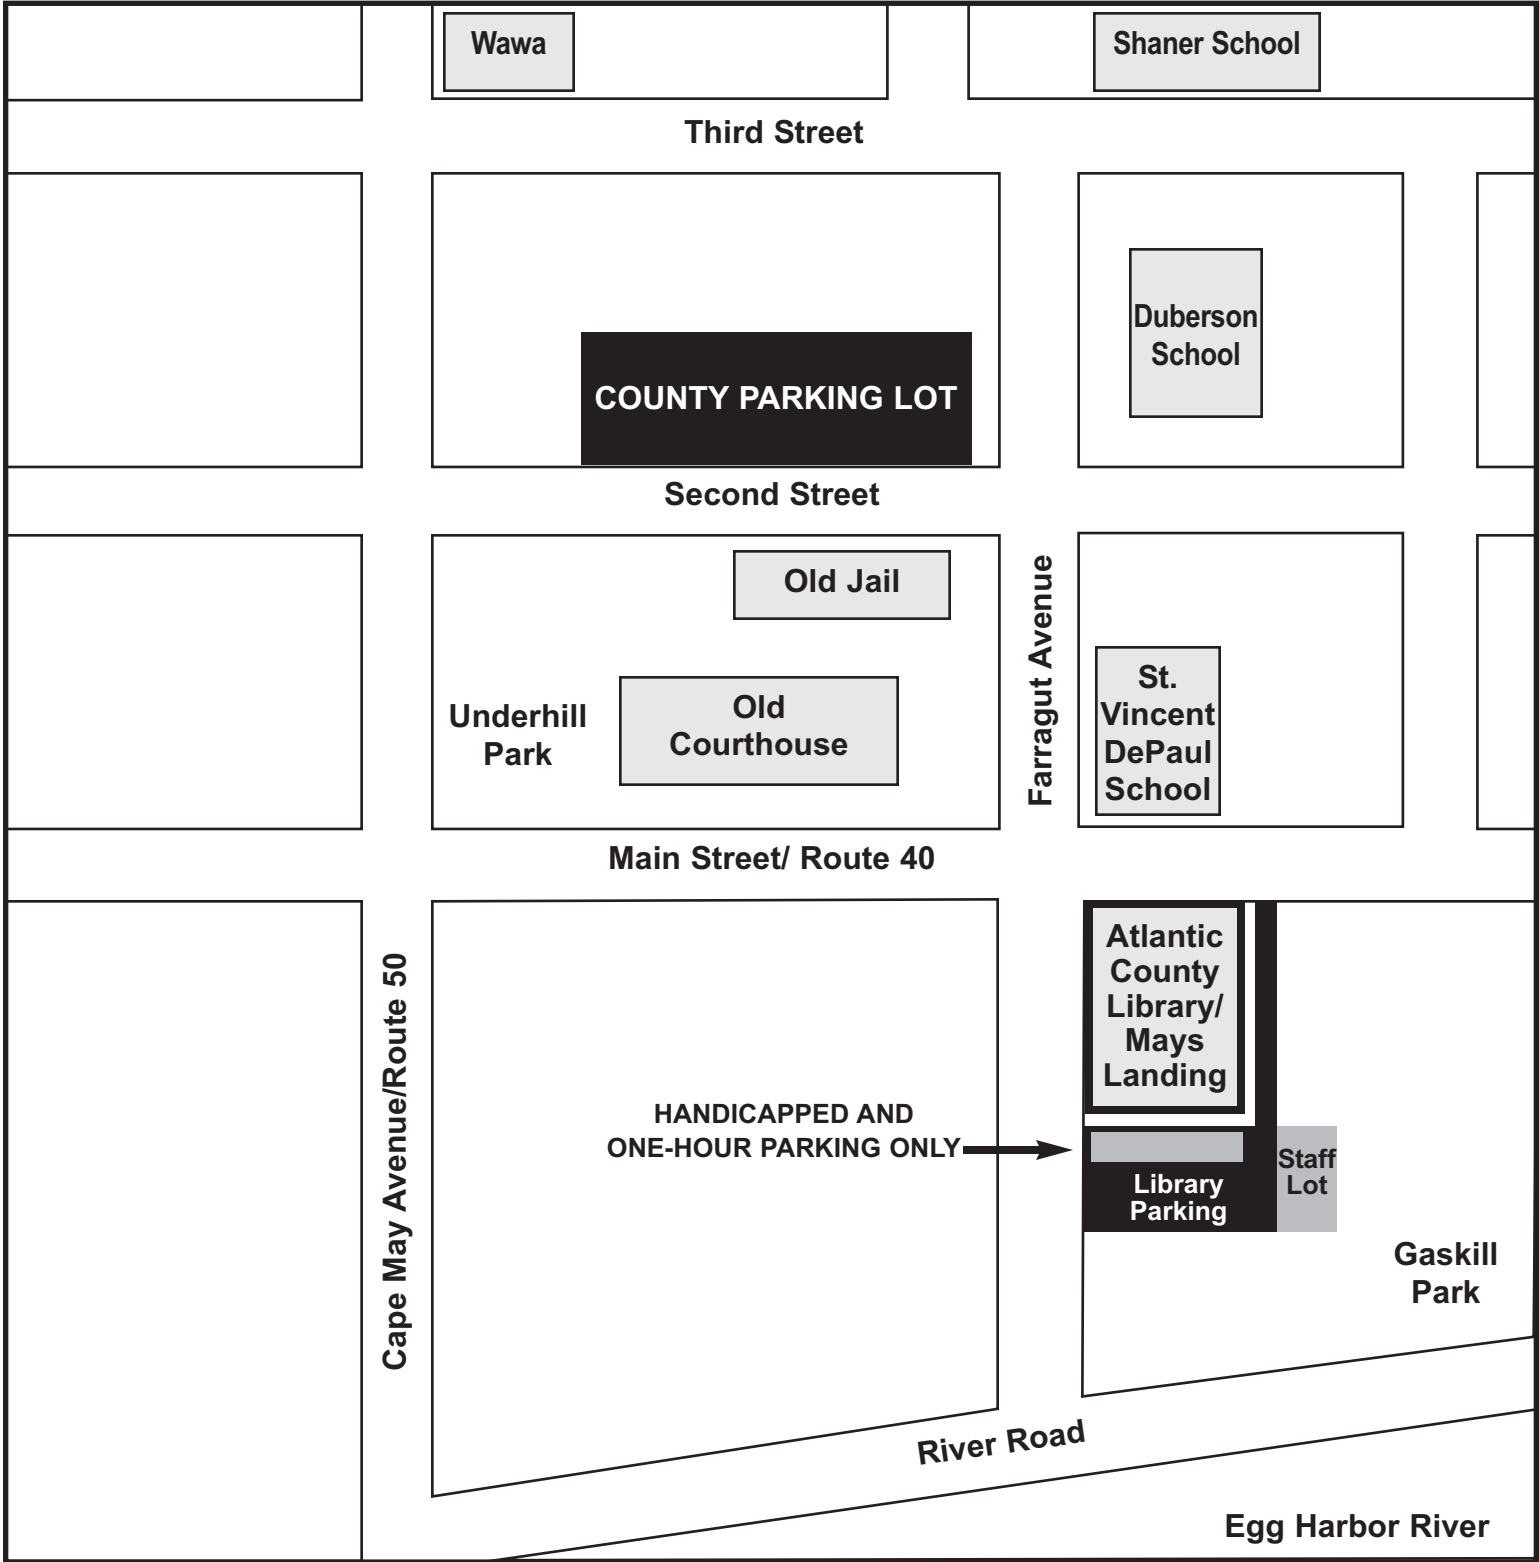 Wawa
Shaner School
Third Street
Duberson
School
COUNTY PARKING LOT
Second Street
Old Jail
Farragut Avenue
St.
Vincent
DePaul
School
Underhill
Park
Old
Courthouse
Main Street/ Route 40
Atlantic
County
Library/
Mays
Landing
Cape May Avenue/Route 50
HANDICAPPED AND
ONE-HOUR PARKING ONLY
Library
Parking
Staff
Lot
Gaskill
Park
River Road
Egg Harbor River